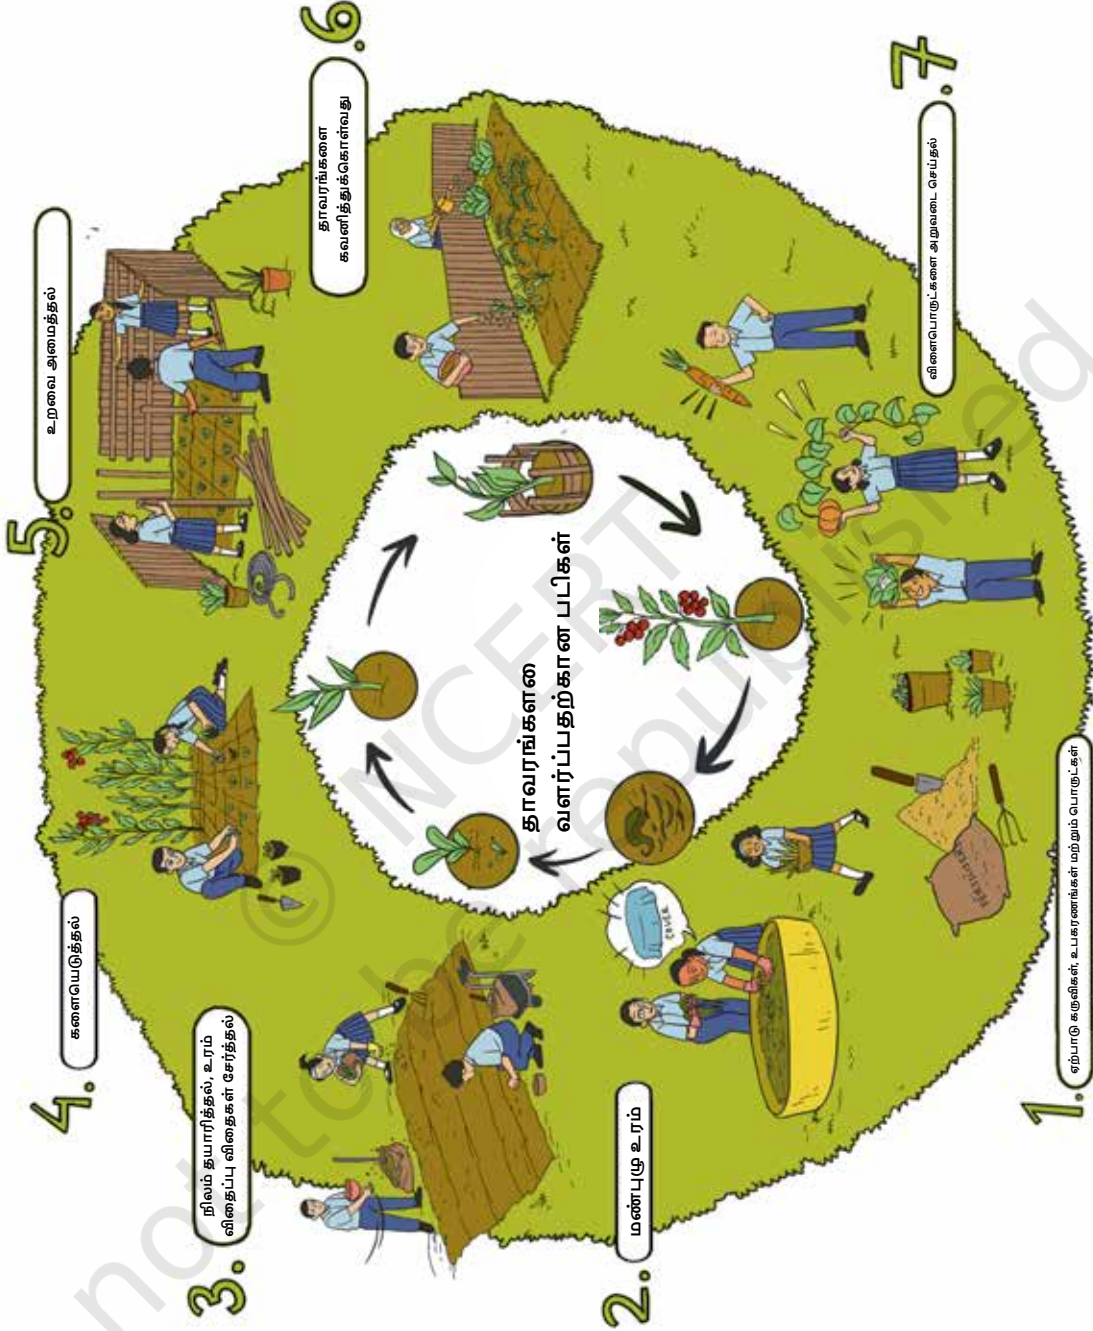 தாவரங்களை
வளர்ப்பதற்கான படிகள்
1.
ஏற்பாடு கருவிகள், உபகரணங்கள் மற்றும் பொருட்கள்
2.
மண்புழு உரம்
COVER
3.
நிலம் தயாரித்தல், உரம்
விதைப்பு விதைகள் சேர்த்தல்
4.
களையெடுத்தல்
5.
உறவை அமைத்தல்
6.
தாவரங்களை
கவனித்துக்கொள்வது
7.
விளைபொருட்களை அறுவடை செய்தல்
© NCERT
not to be republished